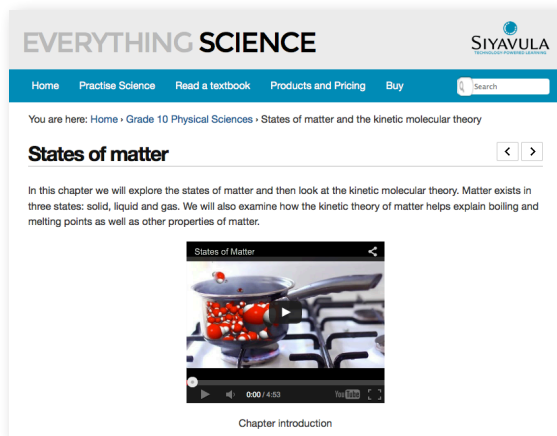 EVERYTHING SCIENCE
SIYAVULA
TECHNOLOGY-POWERED LEARNING
Home Practise Science Read a textbook Products and Pricing Buy Search
You are here: Home › Grade 10 Physical Sciences › States of matter and the kinetic molecular theory
States of matter
In this chapter we will explore the states of matter and then look at the kinetic molecular theory. Matter exists in
three states: solid, liquid and gas. We will also examine how the kinetic theory of matter helps explain boiling and
melting points as well as other properties of matter.
States of Matter
0:00 / 4:53 YouTube
Chapter introduction